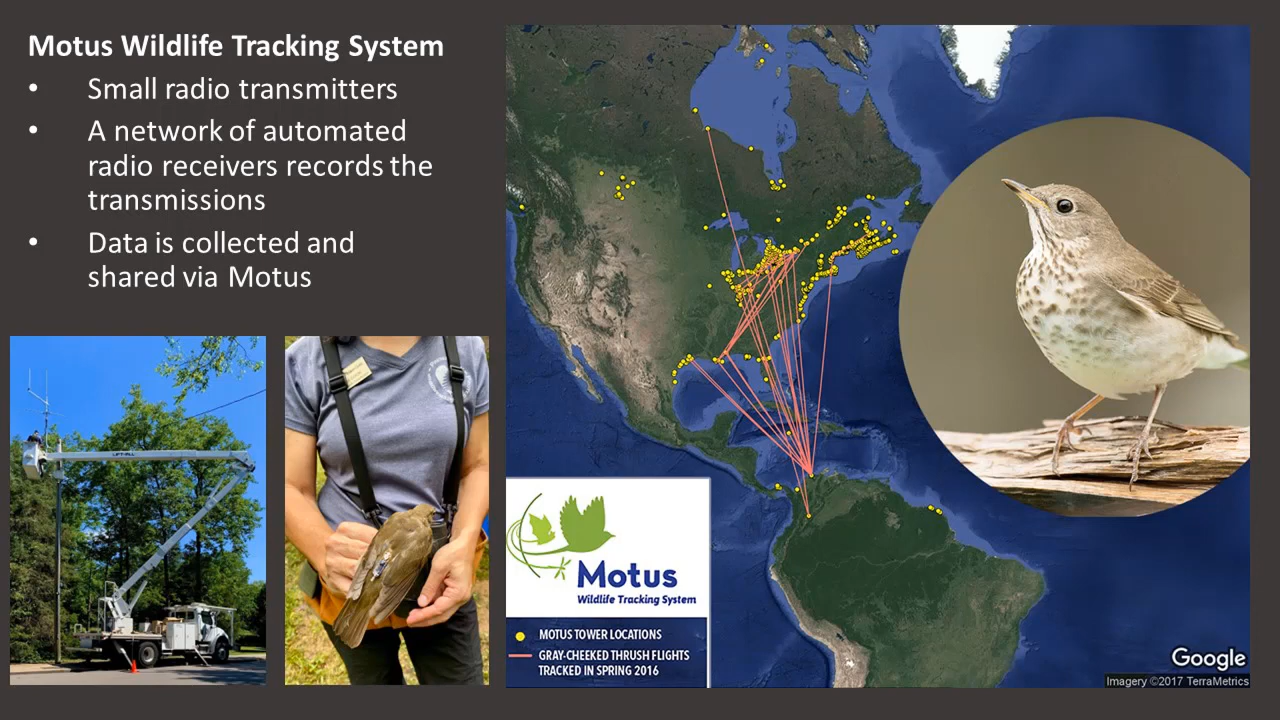 Motus Wildlife Tracking System
• Small radio transmitters
• A network of automated
radio receivers records the
transmissions
• Data is collected and
shared via Motus
Motus
Wildlife Tracking System
MOTUS TOWER LOCATIONS
GRAY-CHEEKED THRUSH FLIGHTS
TRACKED IN SPRING 2016
Google
Imagery ©2017 TerraMetrics